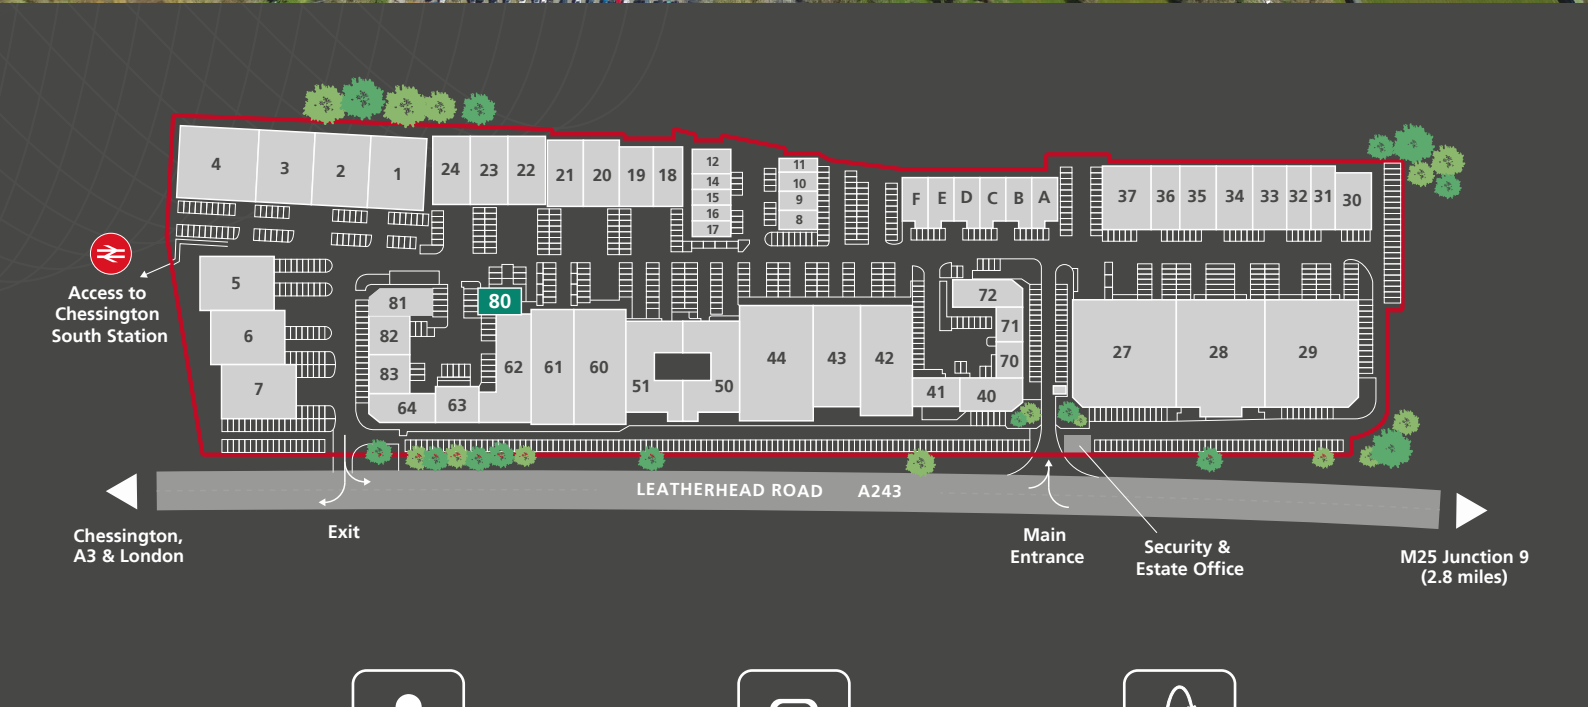 4
3
2
1
24
23
22
21
20
19
18
12
14
15
16
17
11
10
9
8
F
E
D
C
B
A
37
36
35
34
33
32
31
30
Access to
Chessington
South Station
5
6
7
81
82
83
64
63
80
62
61
60
51
50
44
43
42
41
40
72
71
70
27
28
29
LEATHERHEAD ROAD A243
Chessington,
A3 & London
Exit
Main
Entrance
Security &
Estate Office
M25 Junction 9
(2.8 miles)